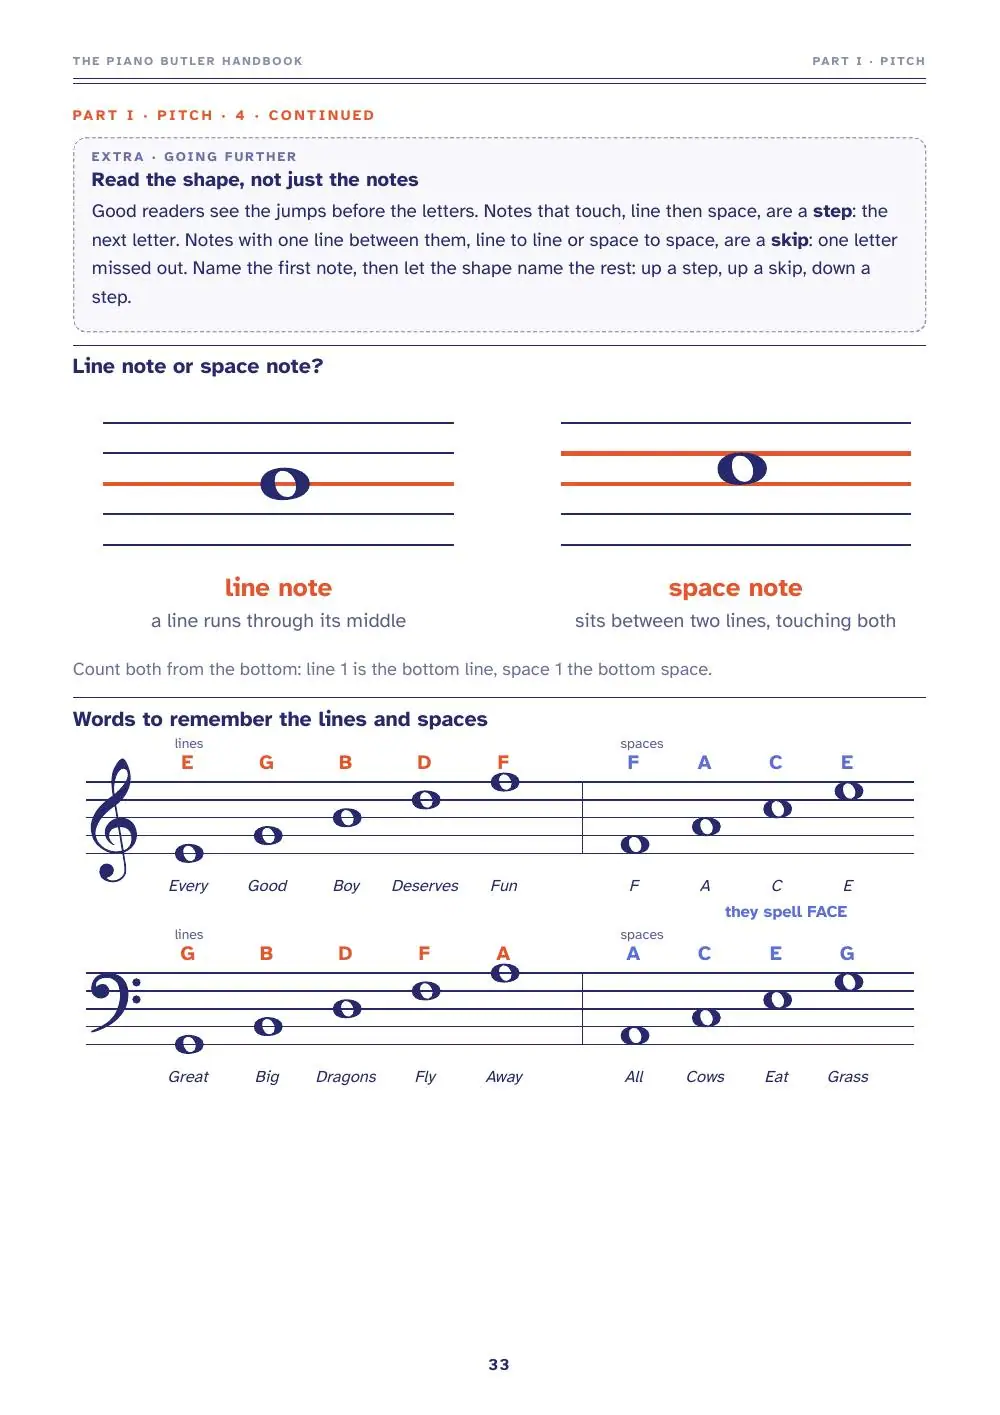 THE PIANO BUTLER HANDBOOK
PART I · PITCH
PART I · PITCH · 4 · CONTINUED
EXTRA · GOING FURTHER
Read the shape, not just the notes
Good readers see the jumps before the letters. Notes that touch, line then space, are a step: the
next letter. Notes with one line between them, line to line or space to space, are a skip: one letter
missed out. Name the first note, then let the shape name the rest: up a step, up a skip, down a
step.
Line note or space note?
line note
a line runs through its middle
space note
sits between two lines, touching both
Count both from the bottom: line 1 is the bottom line, space 1 the bottom space.
Words to remember the lines and spaces
lines
E G B D F
spaces
F A C E
Every Good Boy Deserves Fun
F A C E
they spell FACE
lines
G B D F A
spaces
A C E G
Great Big Dragons Fly Away
All Cows Eat Grass
33